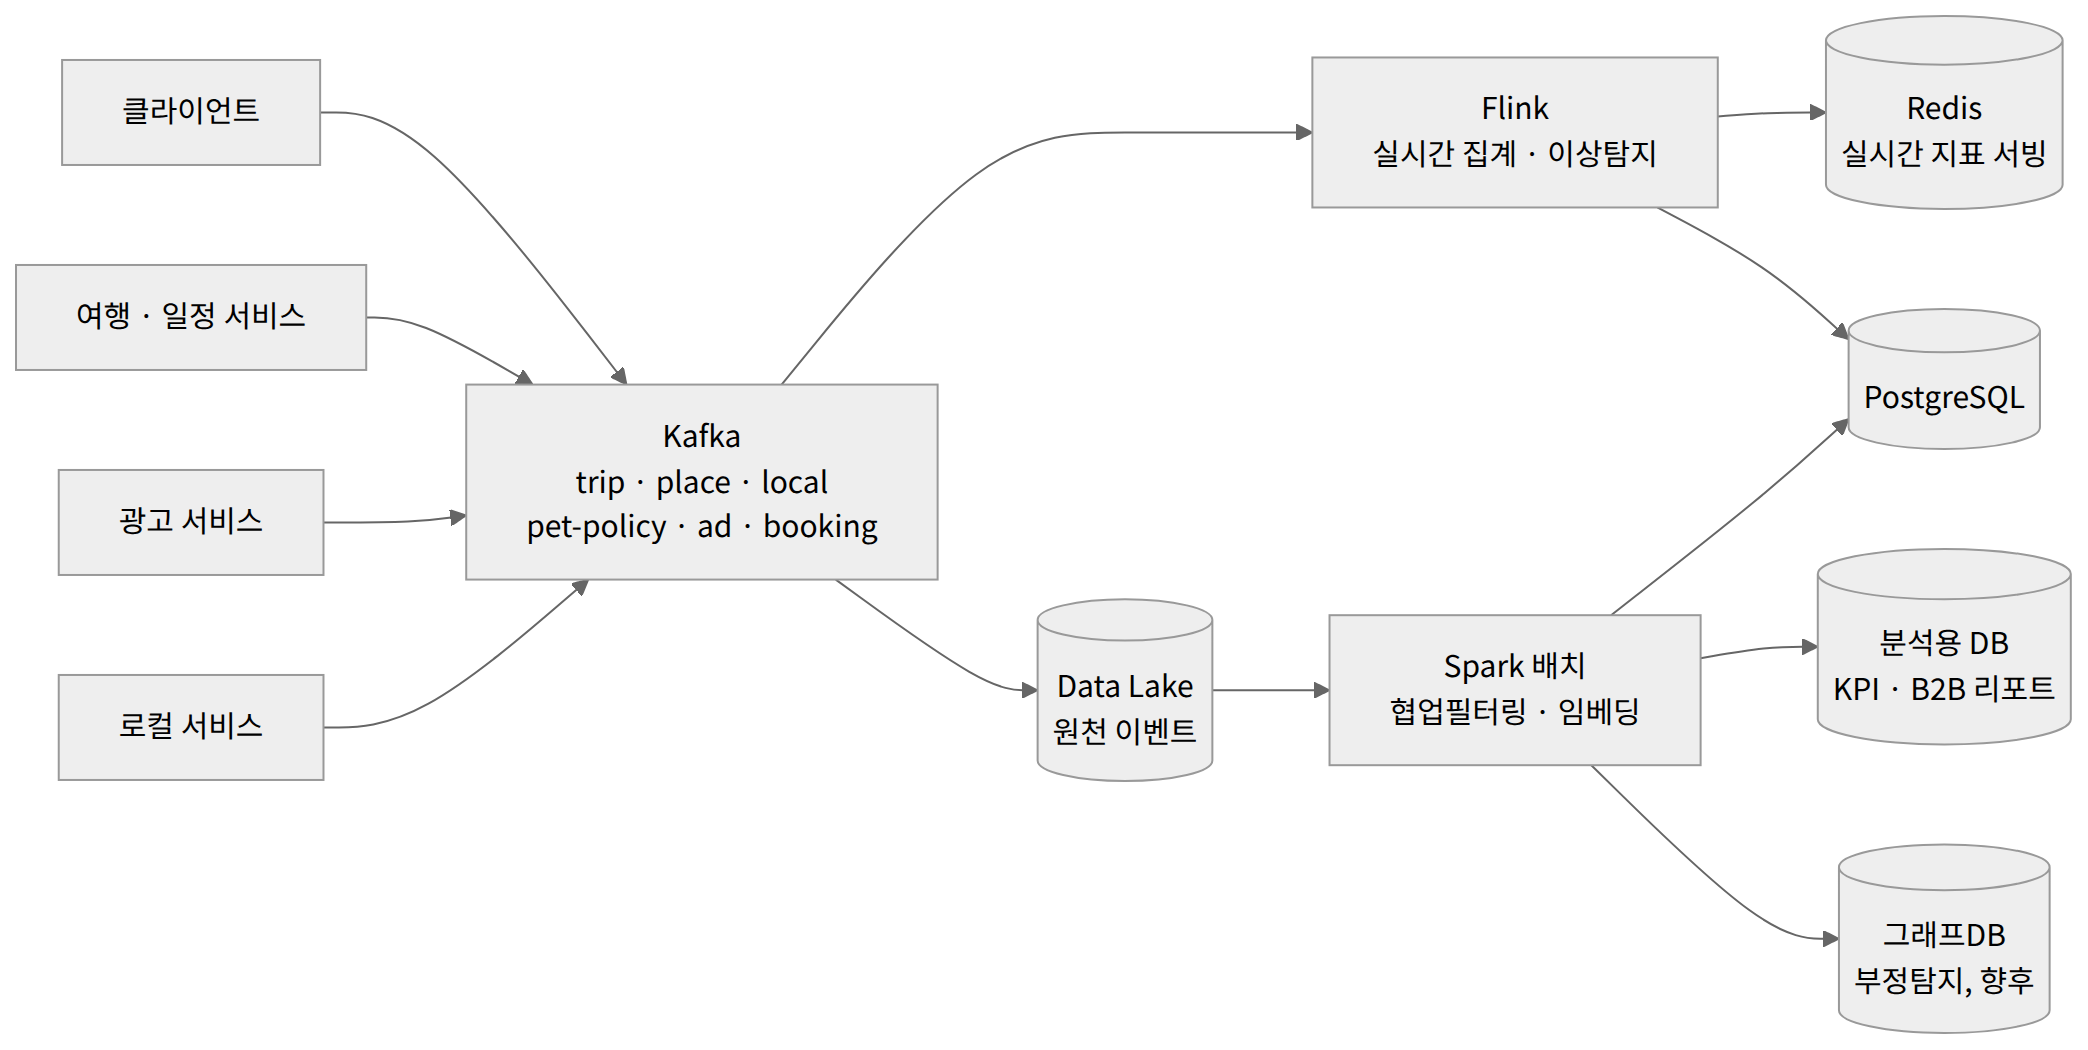 클라이언트
여행 · 일정 서비스
광고 서비스
로컬 서비스
Kafka
trip · place · local
pet-policy · ad · booking
Flink
실시간 집계 · 이상탐지
Data Lake
원천 이벤트
Spark 배치
협업필터링 · 임베딩
Redis
실시간 지표 서빙
PostgreSQL
분석용 DB
KPI · B2B 리포트
그래프DB
부정탐지, 향후